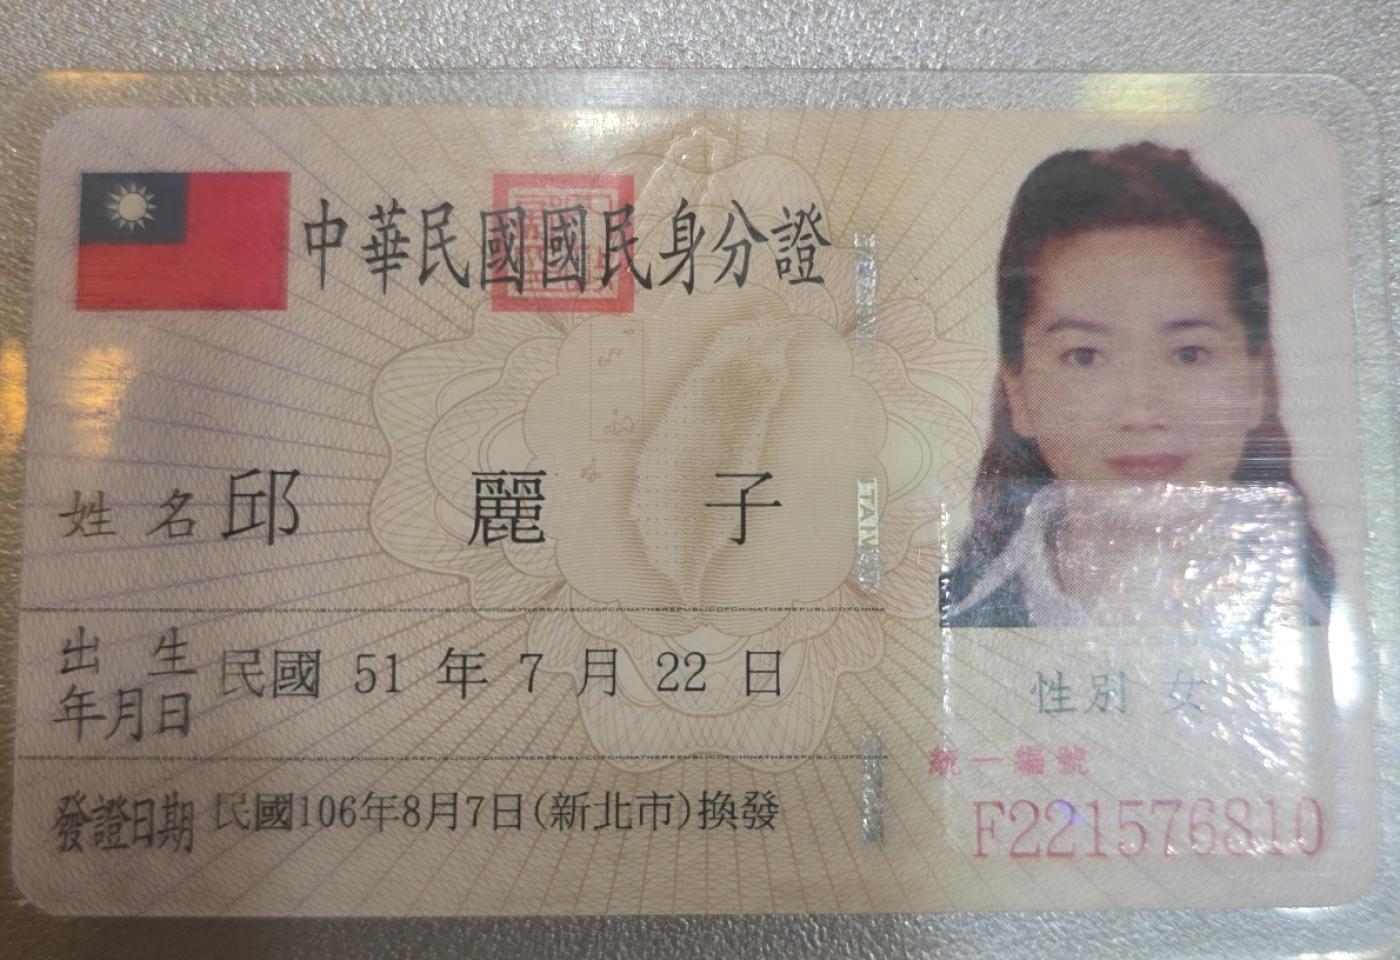 中華民國國民身分證
姓名 邱麗子
出生年月日 民國 51 年 7 月 22 日
發證日期 民國106年8月7日(新北市)換發
性別 女
統一編號
F221576810